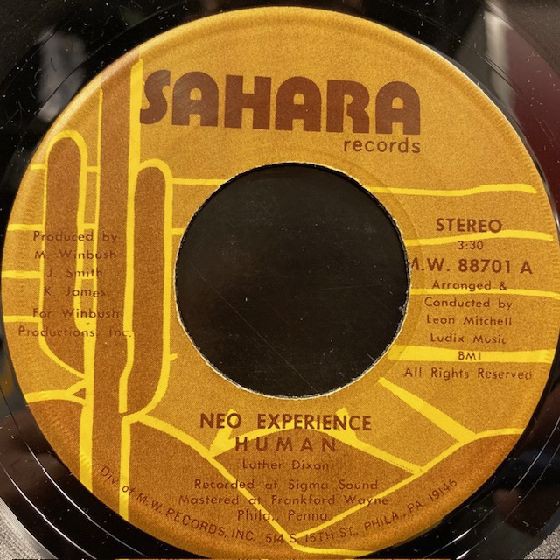 SAHARA
records
Produced by
M. Winbush
J. Smith
K. James
For Winbush
Productions, Inc.
STEREO
3:30
M.W. 88701 A
Arranged &
Conducted by
Leon Mitchell
Ludix Music
BMI
All Rights Reserved
NEO EXPERIENCE
HUMAN
Luther Dixon
Recorded at Sigma Sound
Mastered at Frankford Wayne
Phila., Penna.
Div. of M.W. RECORDS, INC. 514 S. 15TH ST. PHILA., PA. 19146